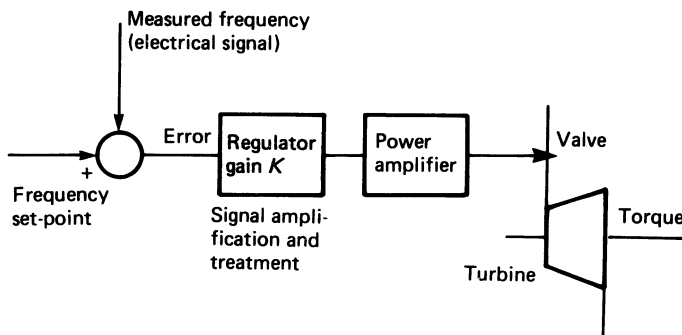 Measured frequency
(electrical signal)
Error
Regulator
gain K
Power
amplifier
Valve
+
Frequency
set-point
Signal ampli-
fication and
treatment
Torque
Turbine